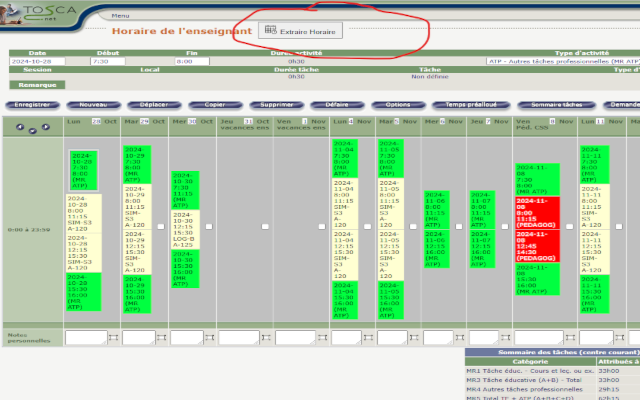 TOSCA
.net
Menu
Horaire de l'enseignant Extraire Horaire
Date Début Fin Durée activité Type d'activité
2024-10-28 7:30 8:00 0h30 ATP - Autres tâches professionnelles (MR ATP)
Session Local Durée tâche Tâche
0h30 Non définie
Remarque
Enregistrer Nouveau Déplacer Copier Supprimer Défaire Options Temps préalloué Sommaire tâches
Lun 28 Oct Mar 29 Oct Mer 30 Oct Jeu 31 Oct vacances ens Ven 1 Nov vacances ens Lun 4 Nov Mar 5 Nov Mer 6 Nov Jeu 7 Nov Ven 8 Nov Péd. CSS Lun 11 Nov
0:00 à 23:59
2024-10-28 7:30 8:00 (MR ATP)
2024-10-28 8:00 11:15 SIM-S3 A-120
2024-10-28 12:15 15:30 SIM-S3 A-120
2024-10-28 15:30 16:00 (MR ATP)
2024-10-29 7:30 8:00 (MR ATP)
2024-10-29 8:00 11:15 SIM-S3 A-120
2024-10-29 12:15 15:30 SIM-S3 A-120
2024-10-29 15:30 16:00 (MR ATP)
2024-10-30 7:30 11:15 (MR ATP)
2024-10-30 12:15 15:30 LOG-B A-125
2024-10-30 15:30 16:00 (MR ATP)
2024-11-04 7:30 8:00 (MR ATP)
2024-11-04 8:00 11:15 SIM-S3 A-120
2024-11-04 12:15 15:30 SIM-S3 A-120
2024-11-04 15:30 16:00 (MR ATP)
2024-11-05 7:30 8:00 (MR ATP)
2024-11-05 8:00 11:15 SIM-S3 A-120
2024-11-05 12:15 15:30 SIM-S3 A-120
2024-11-05 15:30 16:00 (MR ATP)
2024-11-06 8:00 11:15 (MR ATP)
2024-11-06 12:15 16:00 (MR ATP)
2024-11-07 8:00 11:15 (MR ATP)
2024-11-07 12:15 16:00 (MR ATP)
2024-11-08 7:30 8:00 (MR ATP)
2024-11-08 8:00 11:15 (PEDAGOG)
2024-11-08 12:45 14:30 (PEDAGOG)
2024-11-08 15:30 16:00 (MR ATP)
2024-11-11 7:30 8:00 (MR ATP)
2024-11-11 8:00 11:15 SIM-S3 A-120
2024-11-11 12:15 15:30 SIM-S3 A-120
2024-11-11 15:30 16:00 (MR ATP)
Notes personnelles
Sommaire des tâches (centre courant)
Catégorie Attribués à
MR1 Tâche éduc. - Cours et leç. ou ex. 33h00
MR3 Tâche éducative (A+B) - Total 33h00
MR4 Autres tâches professionnelles 29h15
MR5 Total TE + ATP (A+B+C+D) 62h15